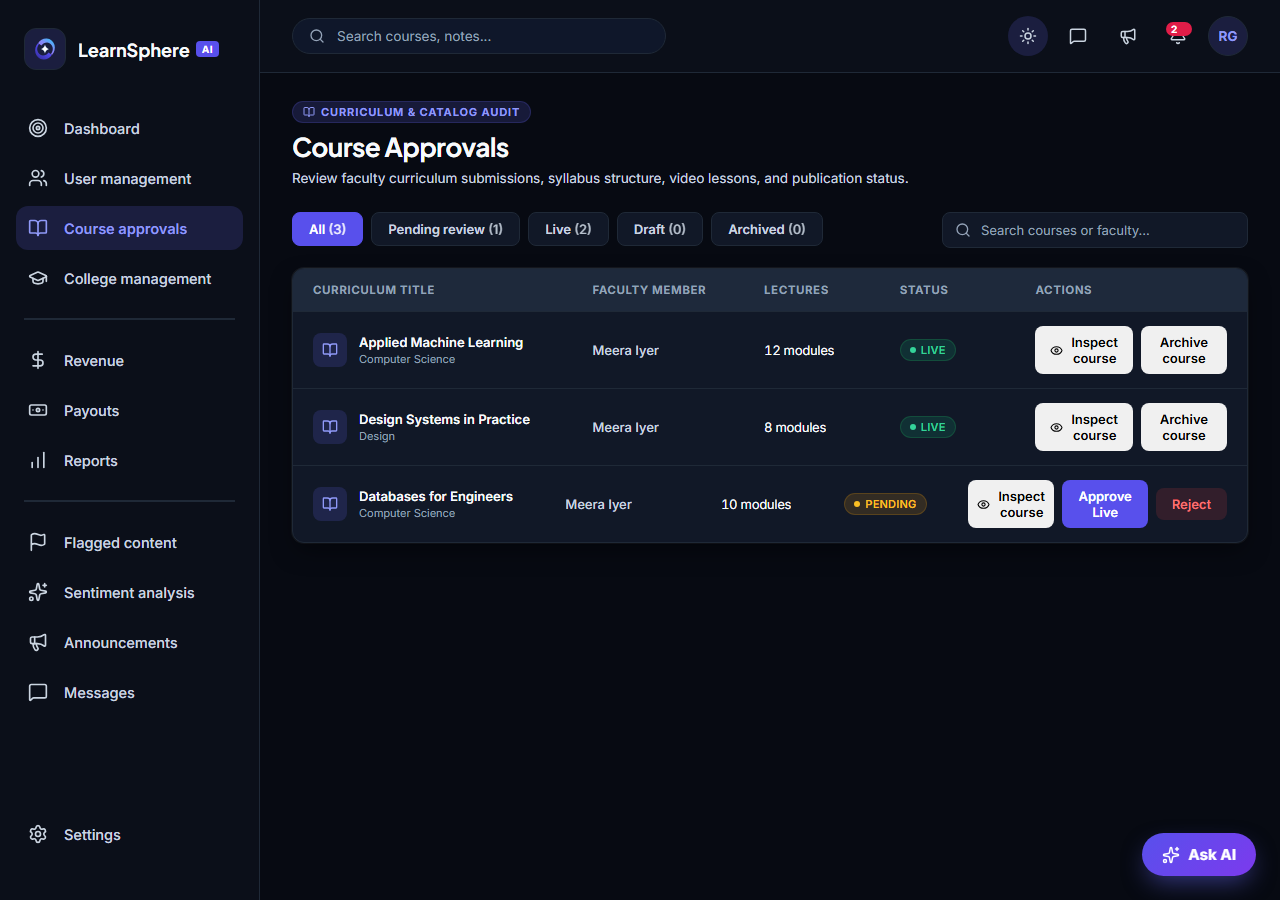 LearnSphere AI
Search courses, notes...
2
RG
Dashboard
User management
Course approvals
College management
Revenue
Payouts
Reports
Flagged content
Sentiment analysis
Announcements
Messages
Settings
CURRICULUM & CATALOG AUDIT
Course Approvals
Review faculty curriculum submissions, syllabus structure, video lessons, and publication status.
All (3)
Pending review (1)
Live (2)
Draft (0)
Archived (0)
Search courses or faculty...
CURRICULUM TITLE FACULTY MEMBER LECTURES STATUS ACTIONS
Applied Machine Learning
Computer Science
Meera Iyer
12 modules
LIVE
Inspect
course
Archive
course
Design Systems in Practice
Design
Meera Iyer
8 modules
LIVE
Inspect
course
Archive
course
Databases for Engineers
Computer Science
Meera Iyer
10 modules
PENDING
Inspect
course
Approve
Live
Reject
Ask AI